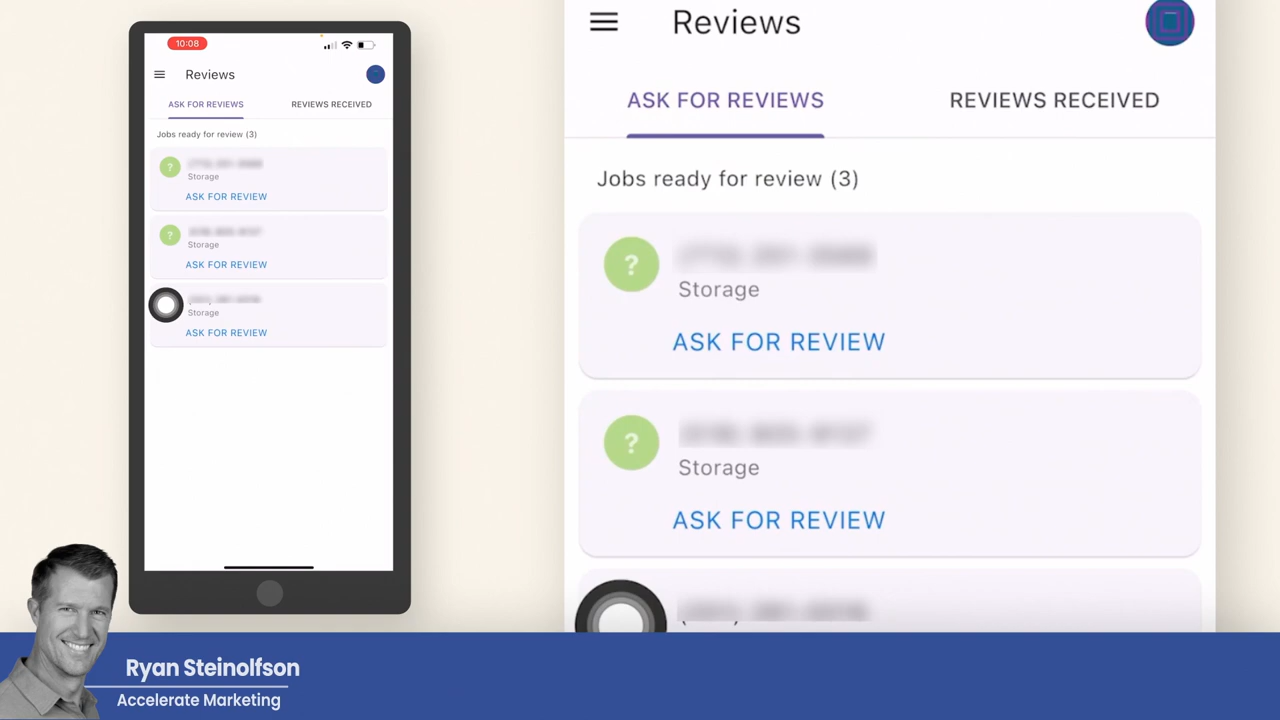 10:08
Reviews
ASK FOR REVIEWS
REVIEWS RECEIVED
Jobs ready for review (3)
?
Storage
ASK FOR REVIEW
?
Storage
ASK FOR REVIEW
Storage
ASK FOR REVIEW
Reviews
ASK FOR REVIEWS
REVIEWS RECEIVED
Jobs ready for review (3)
?
Storage
ASK FOR REVIEW
?
Storage
ASK FOR REVIEW
Ryan Steinolfson
Accelerate Marketing